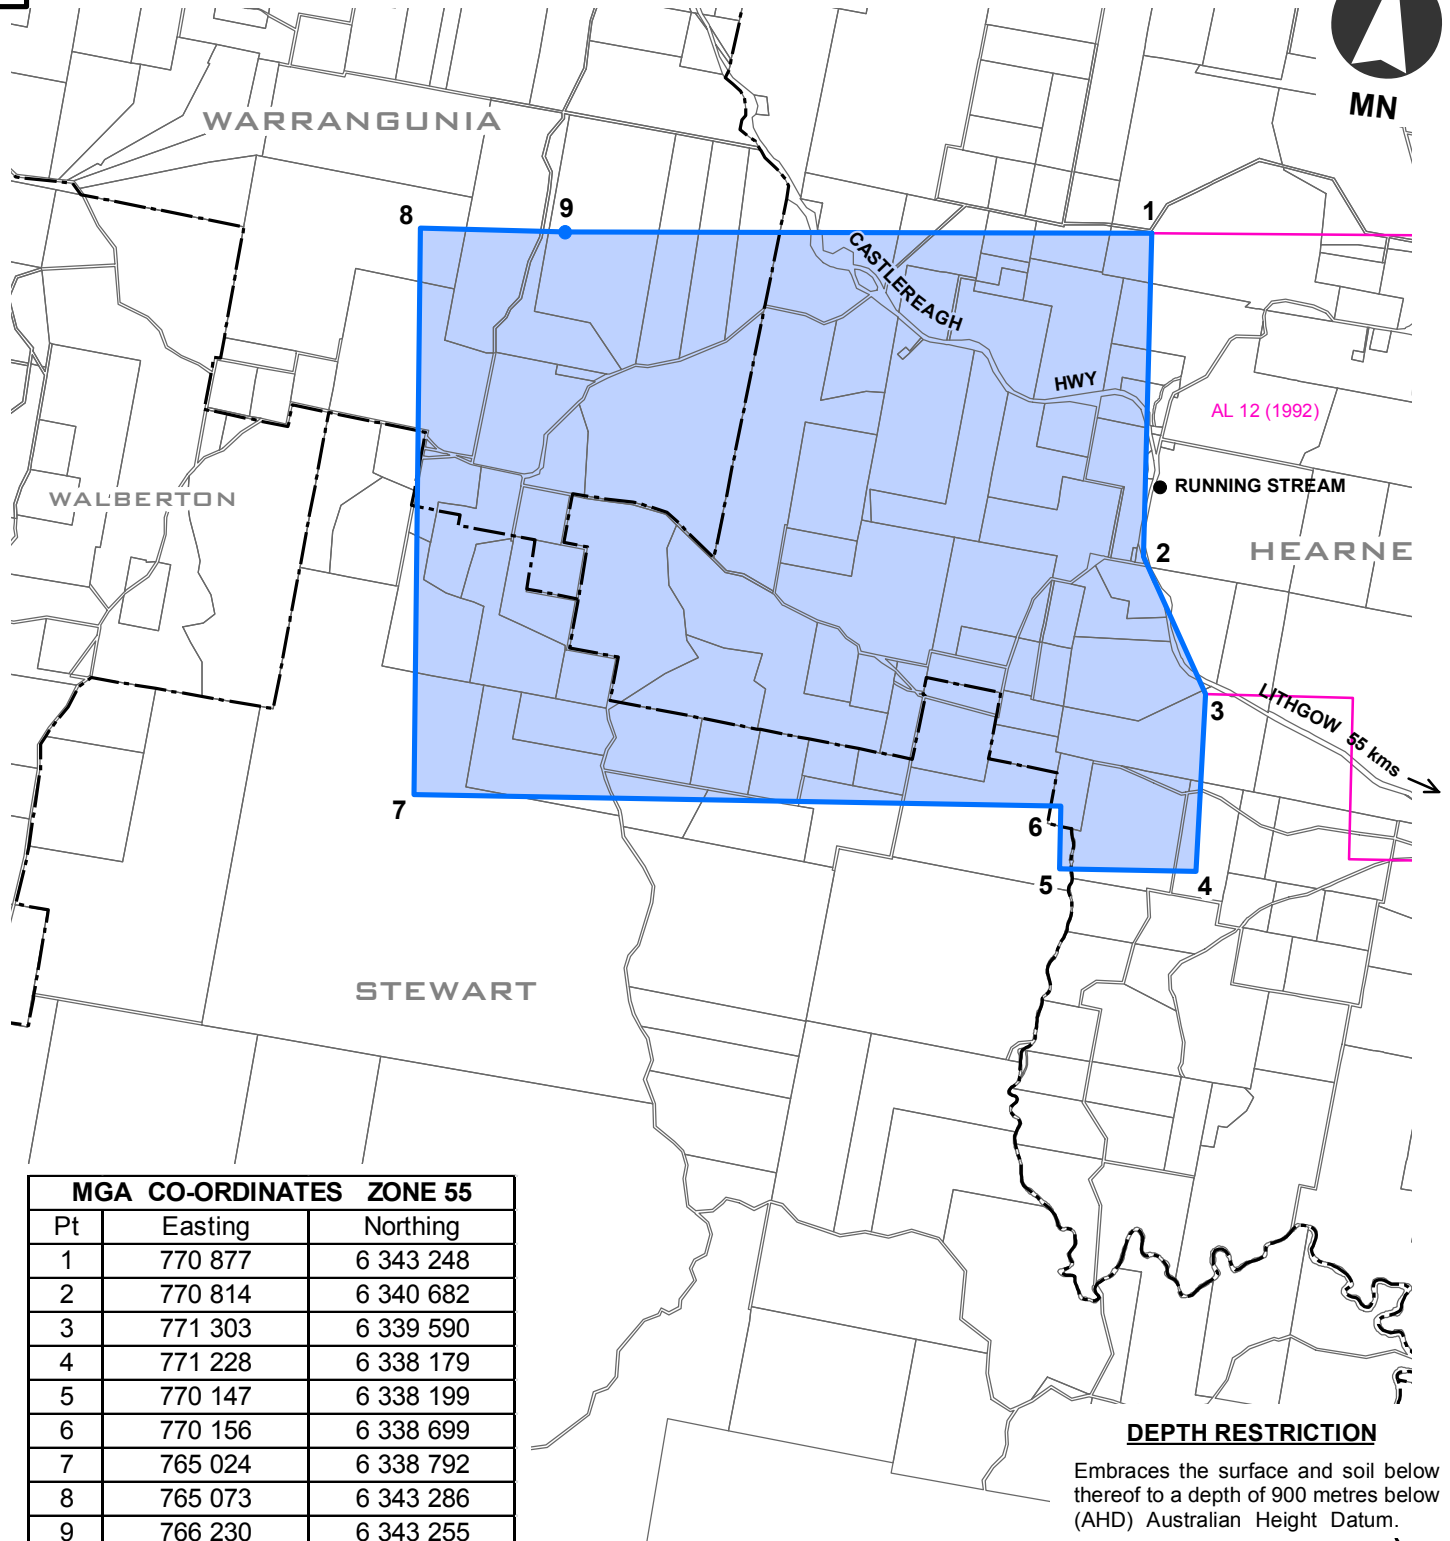 MN
WARRANGUNIA
8
9
1
CASTLEREAGH
HWY
AL 12 (1992)
WALBERTON
RUNNING STREAM
2
HEARNE
3
LITHGOW 55 kms
7
6
5
4
STEWART
MGA CO-ORDINATES ZONE 55
Pt Easting Northing
1 770 877 6 343 248
2 770 814 6 340 682
3 771 303 6 339 590
4 771 228 6 338 179
5 770 147 6 338 199
6 770 156 6 338 699
7 765 024 6 338 792
8 765 073 6 343 286
9 766 230 6 343 255
DEPTH RESTRICTION
Embraces the surface and soil below
thereof to a depth of 900 metres below
(AHD) Australian Height Datum.